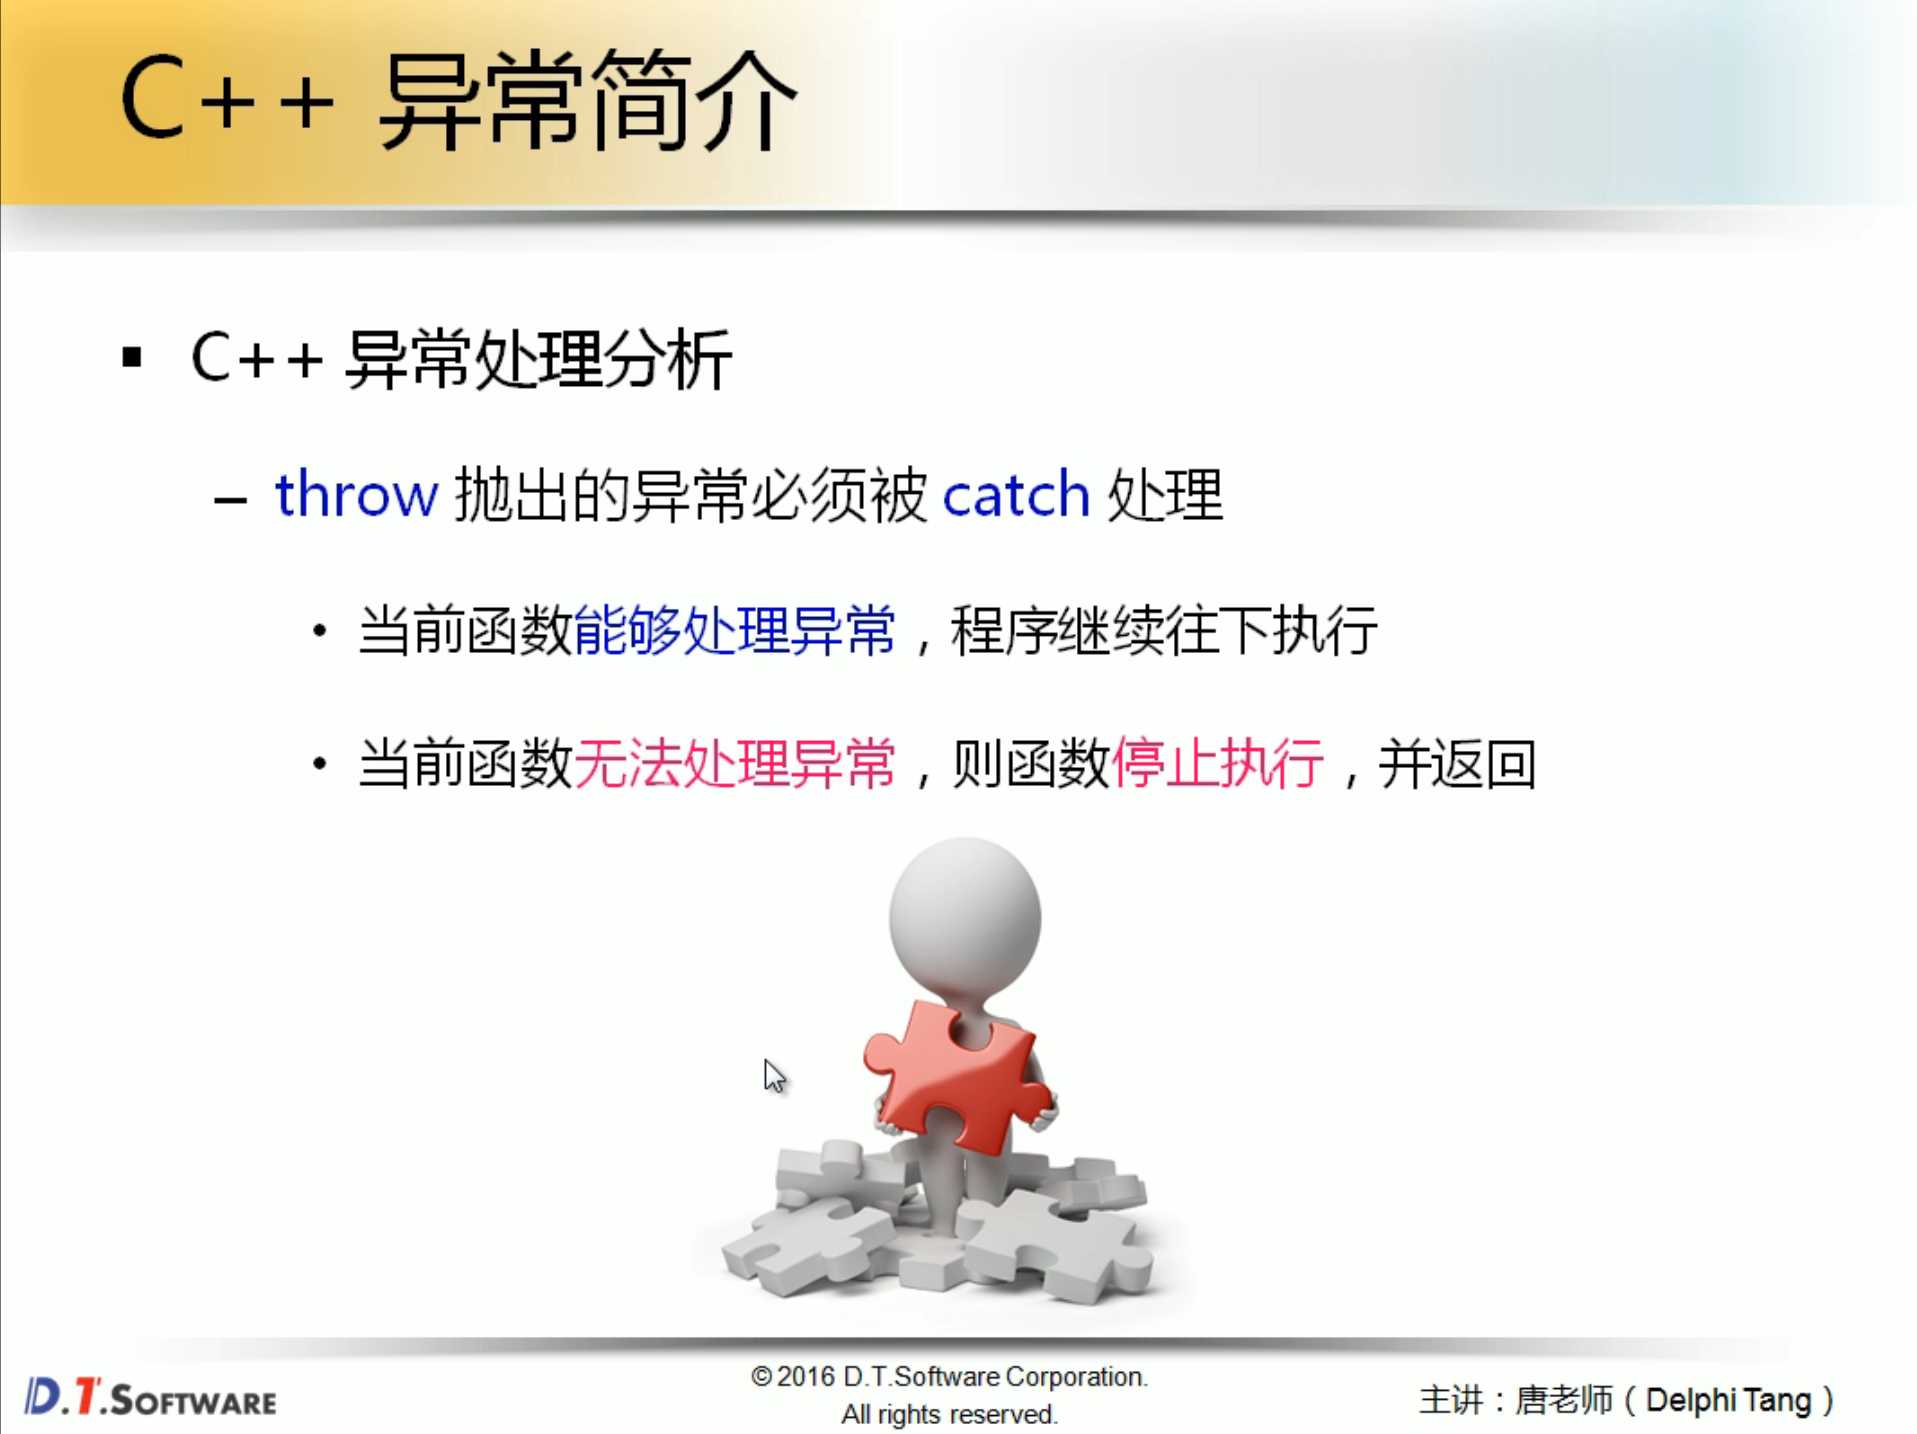 C++ 异常简介
▪ C++ 异常处理分析
– throw 抛出的异常必须被 catch 处理
• 当前函数能够处理异常，程序继续往下执行
• 当前函数无法处理异常，则函数停止执行，并返回
D.T.SOFTWARE
© 2016 D.T.Software Corporation.
All rights reserved.
主讲：唐老师（Delphi Tang）